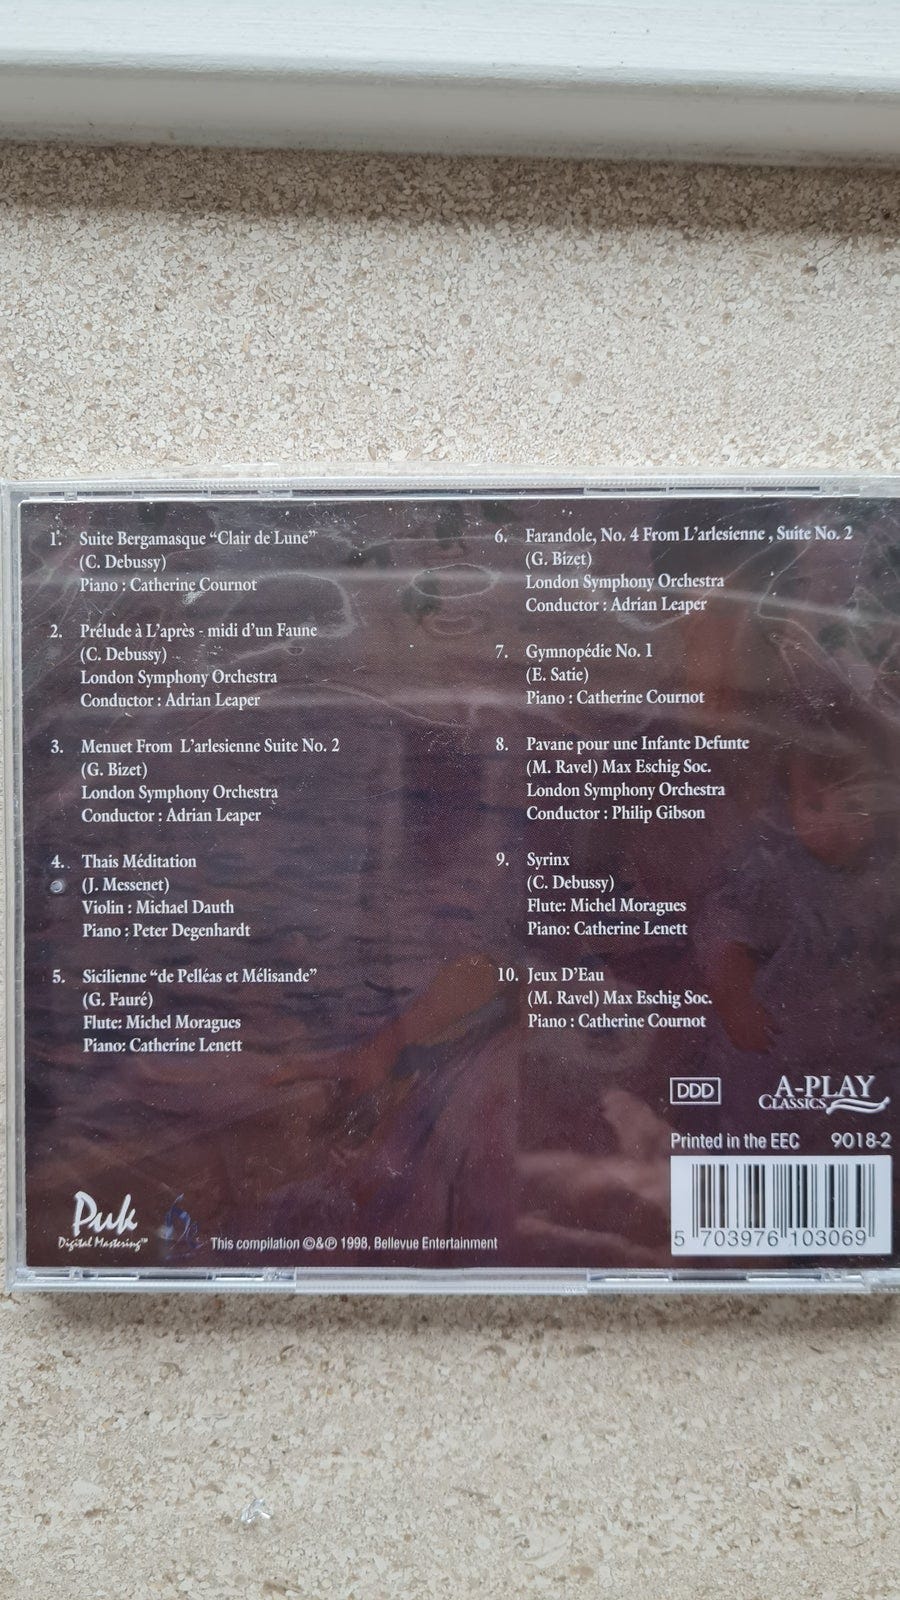 1. Suite Bergamasque “Clair de Lune”
(C. Debussy)
Piano : Catherine Cournot
2. Prélude à L'après - midi d'un Faune
(C. Debussy)
London Symphony Orchestra
Conductor : Adrian Leaper
3. Menuet From L'arlesienne Suite No. 2
(G. Bizet)
London Symphony Orchestra
Conductor : Adrian Leaper
4. Thais Méditation
(J. Messenet)
Violin : Michael Dauth
Piano : Peter Degenhardt
5. Sicilienne “de Pelléas et Mélisande”
(G. Fauré)
Flute: Michel Moragues
Piano: Catherine Lenett
6. Farandole, No. 4 From L'arlesienne , Suite No. 2
(G. Bizet)
London Symphony Orchestra
Conductor : Adrian Leaper
7. Gymnopédie No. 1
(E. Satie)
Piano : Catherine Cournot
8. Pavane pour une Infante Defunte
(M. Ravel) Max Eschig Soc.
London Symphony Orchestra
Conductor : Philip Gibson
9. Syrinx
(C. Debussy)
Flute: Michel Moragues
Piano: Catherine Lenett
10. Jeux D'Eau
(M. Ravel) Max Eschig Soc.
Piano : Catherine Cournot
DDD
A-PLAY
CLASSICS
Printed in the EEC 9018-2
5 703976 103069
Puk
Digital Mastering™
This compilation ©&℗ 1998, Bellevue Entertainment